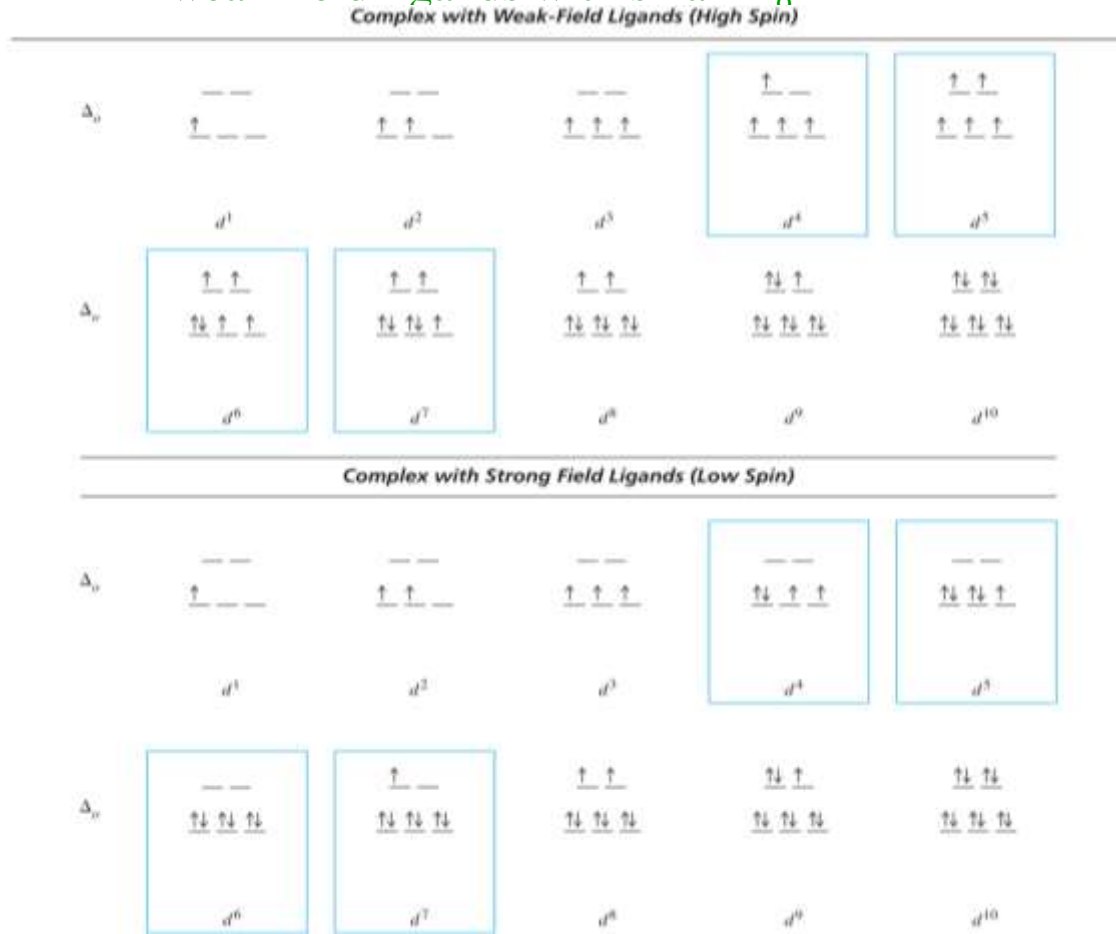 Complex with Weak-Field Ligands (High Spin)
Δo
d1 d2 d3 d4 d5
Δo
d6 d7 d8 d9 d10
Complex with Strong Field Ligands (Low Spin)
Δo
d1 d2 d3 d4 d5
Δo
d6 d7 d8 d9 d10